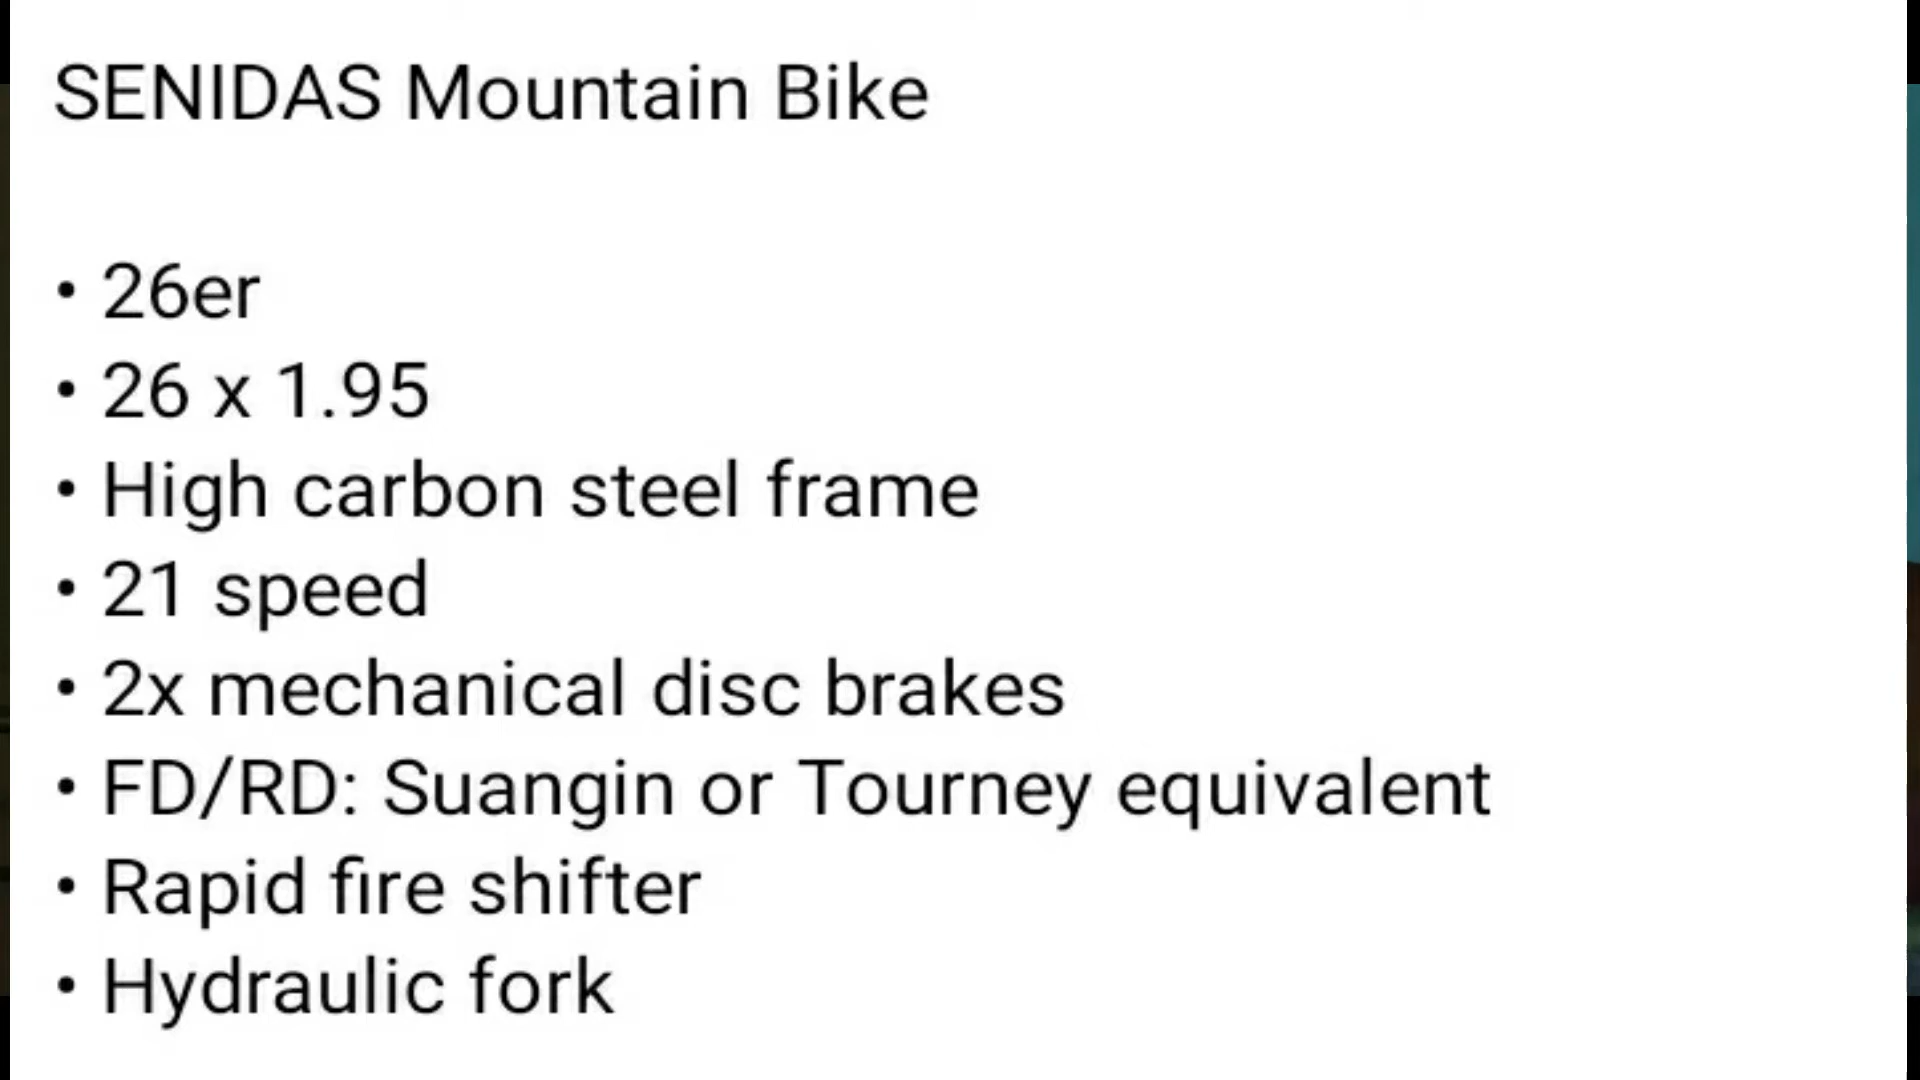 SENIDAS Mountain Bike
• 26er
• 26 x 1.95
• High carbon steel frame
• 21 speed
• 2x mechanical disc brakes
• FD/RD: Suangin or Tourney equivalent
• Rapid fire shifter
• Hydraulic fork